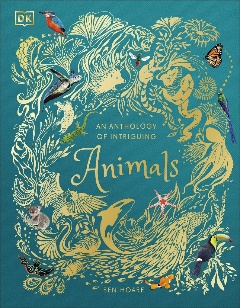 DK
AN ANTHOLOGY
OF INTRIGUING
Animals
BEN HOARE